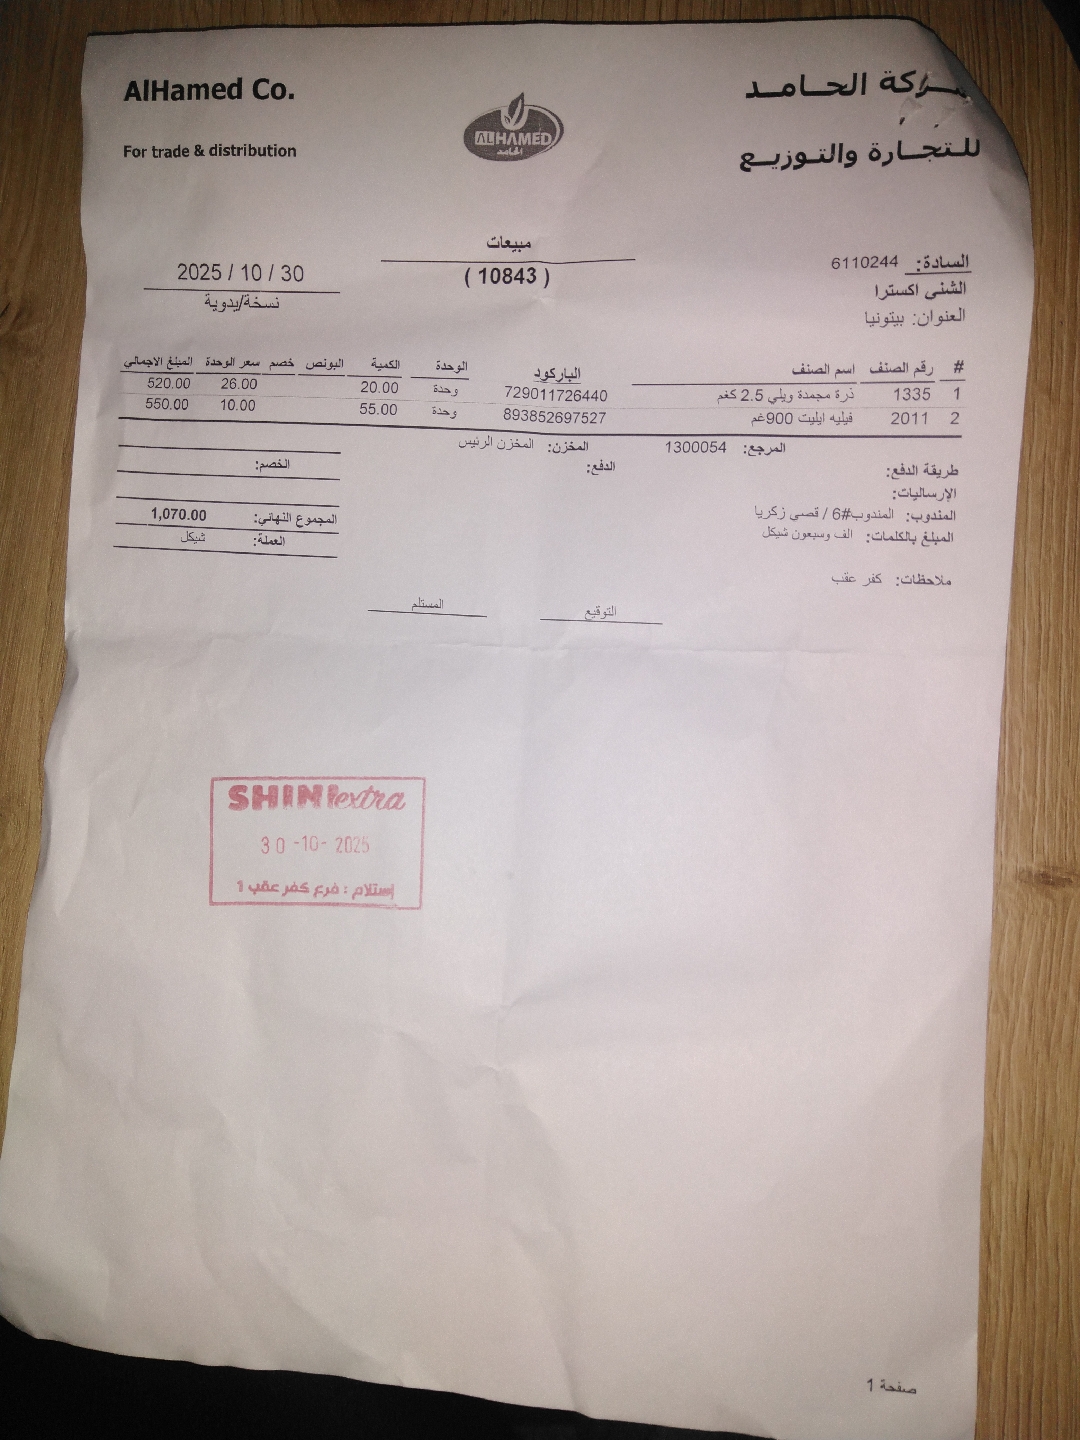 AlHamed Co.
شركة الحامد
For trade & distribution
للتجارة والتوزيع
ALHAMED
الحامد
مبيعات
( 10843 )
2025 / 10 / 30
نسخة/يدوية
السادة: 6110244
الشني اكسترا
العنوان: بيتونيا
# رقم الصنف اسم الصنف الباركود الوحدة الكمية البونص خصم سعر الوحدة المبلغ الاجمالي
1 1335 ذرة مجمدة ويلي 2.5 كغم 729011726440 وحدة 20.00 26.00 520.00
2 2011 فيليه ايليت 900غم 893852697527 وحدة 55.00 10.00 550.00
المرجع: 1300054 المخزن: المخزن الرئيس
طريقة الدفع: الدفع: الخصم:
الإرساليات:
المندوب: المندوب#6 / قصي زكريا المجموع النهائي: 1,070.00
المبلغ بالكلمات: الف وسبعون شيكل العملة: شيكل
ملاحظات: كفر عقب
التوقيع المستلم
SHINI extra
30 -10- 2025
إستلام : فرع كفر عقب 1
صفحة 1